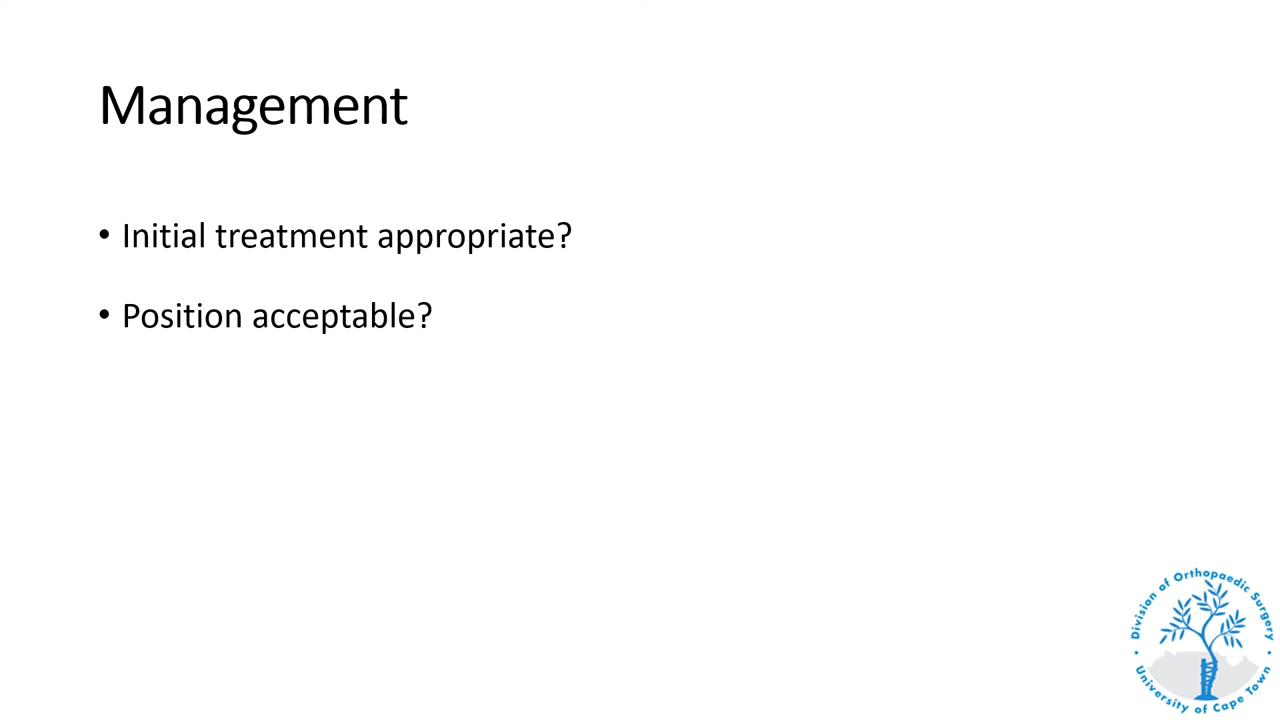 Management
• Initial treatment appropriate?
• Position acceptable?
Division of Orthopaedic Surgery
• University of Cape Town •